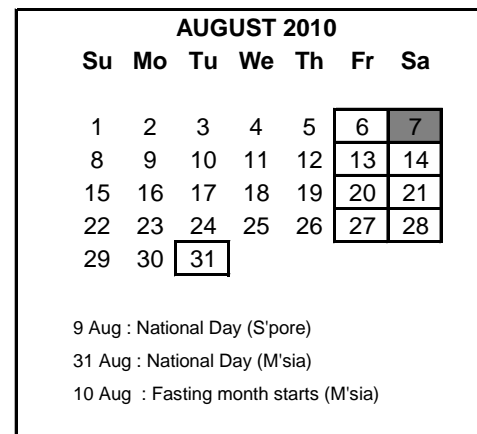 AUGUST 2010
Su Mo Tu We Th Fr Sa
1 2 3 4 5 6 7
8 9 10 11 12 13 14
15 16 17 18 19 20 21
22 23 24 25 26 27 28
29 30 31
9 Aug : National Day (S'pore)
31 Aug : National Day (M'sia)
10 Aug : Fasting month starts (M'sia)